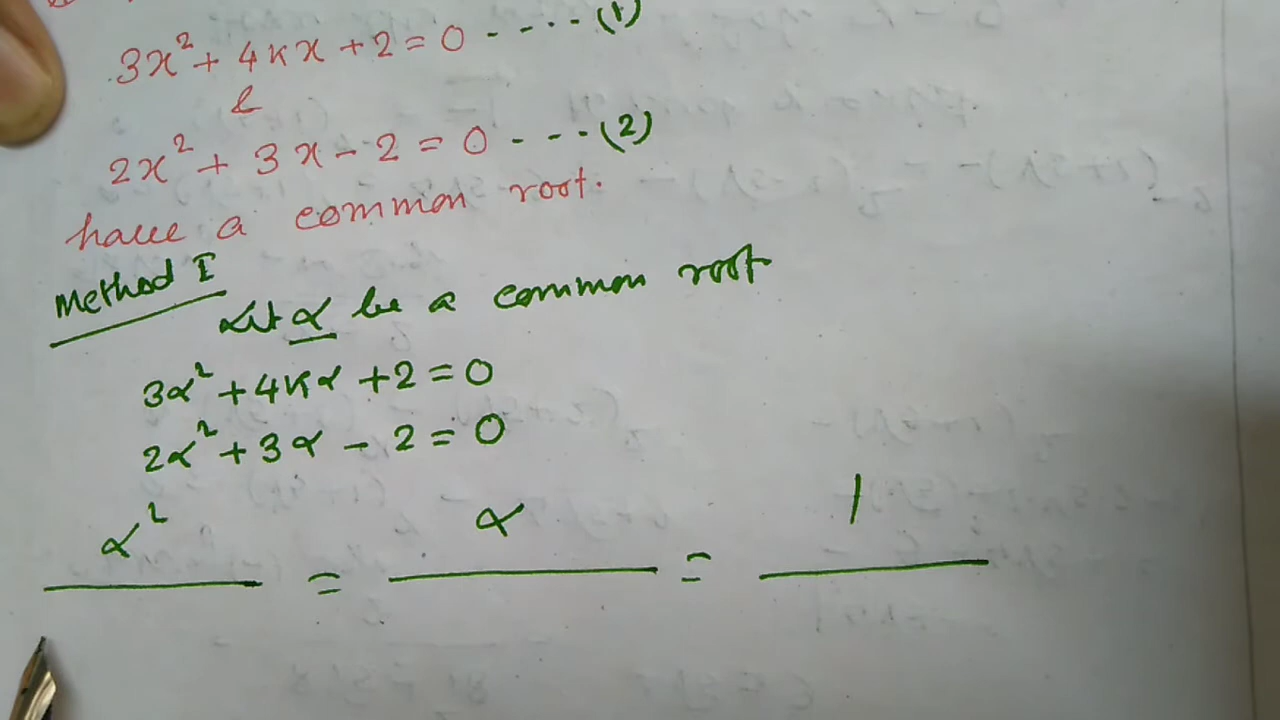 3x² + 4kx + 2 = 0 - - - - (1)
&
2x² + 3x - 2 = 0 - - - (2)
have a common root.
Method I
Let α be a common root
3α² + 4kα + 2 = 0
2α² + 3α - 2 = 0
α² = α = 1